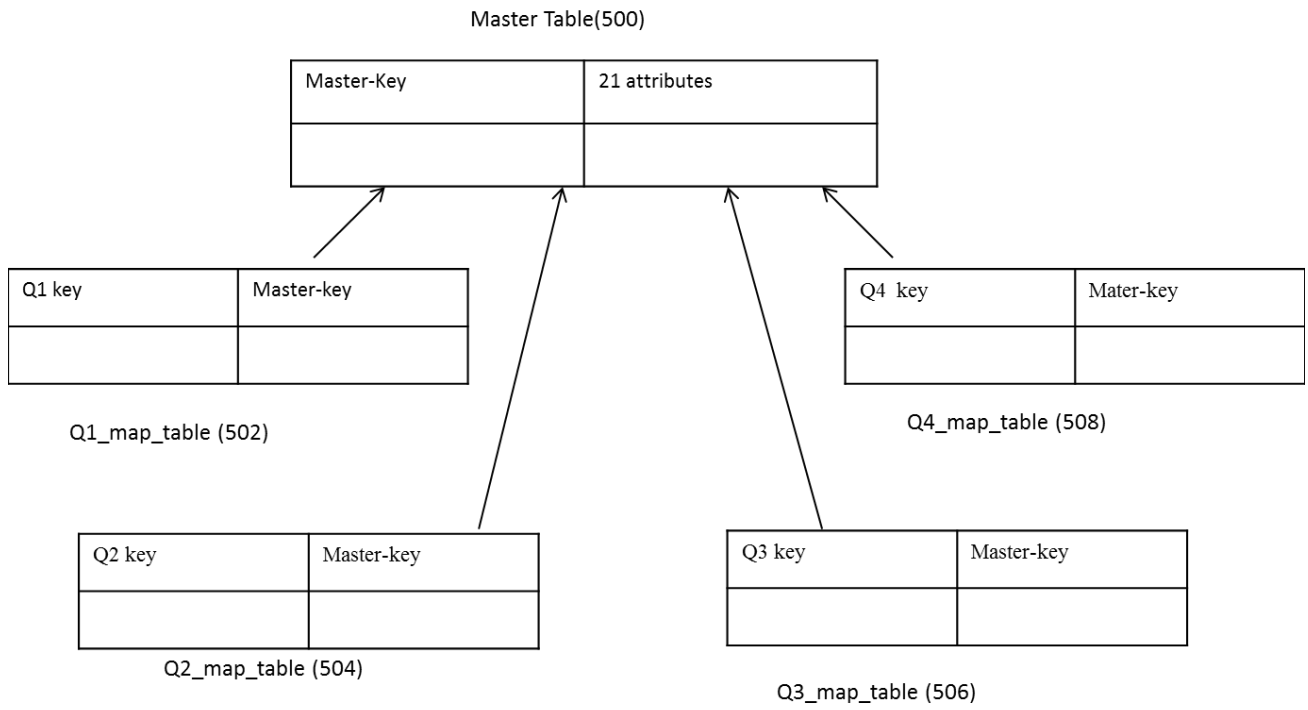 Master Table(500)
Master-Key 21 attributes
Q1 key Master-key
Q4 key Mater-key
Q1_map_table (502)
Q4_map_table (508)
Q2 key Master-key
Q3 key Master-key
Q2_map_table (504)
Q3_map_table (506)